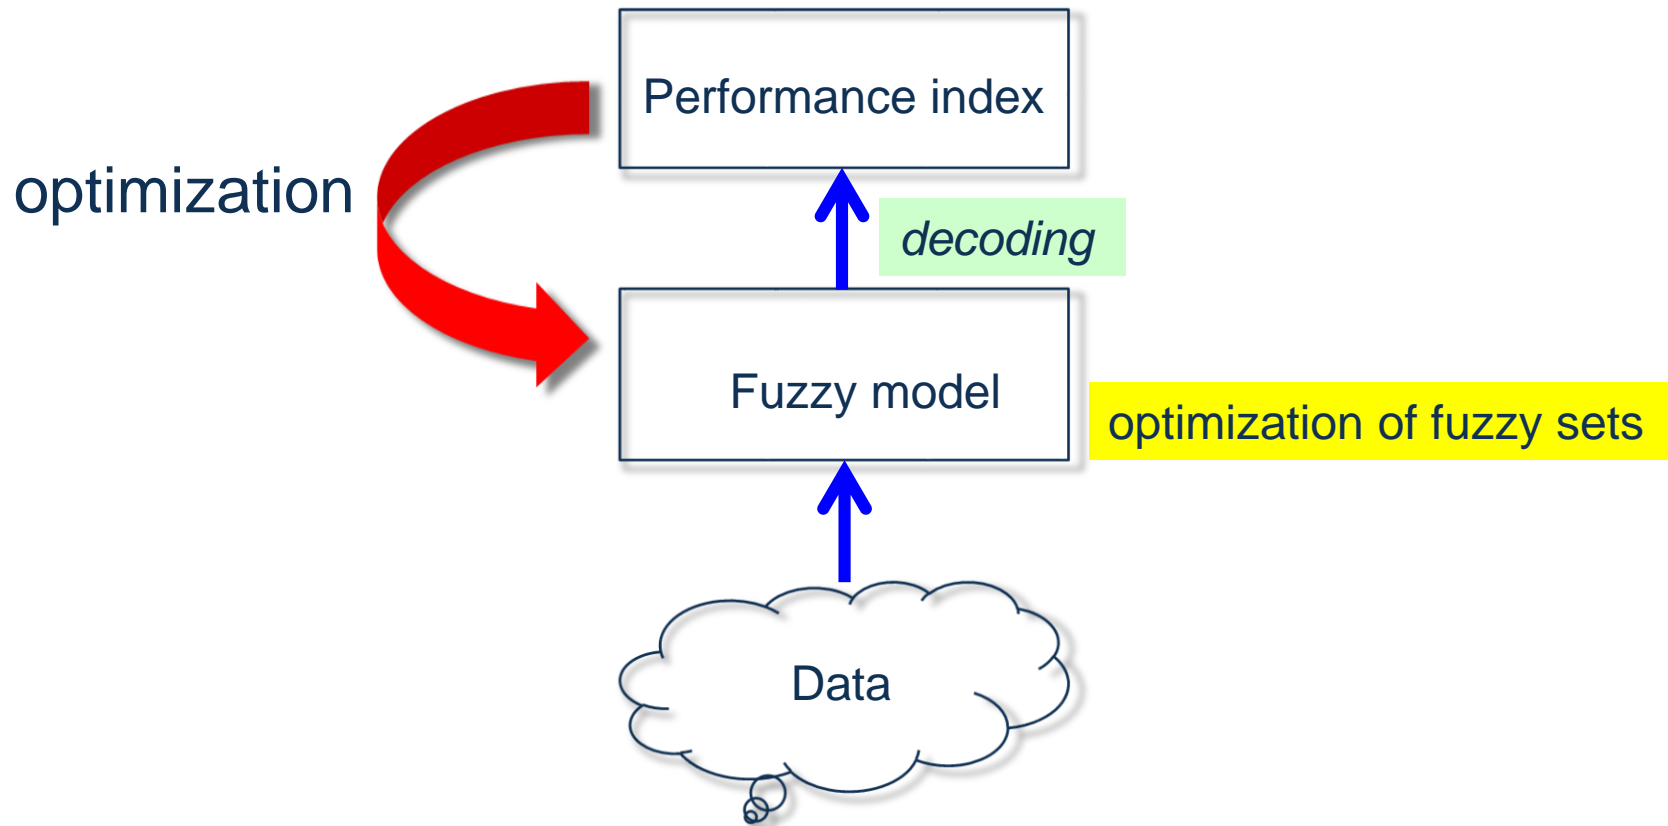 Performance index
optimization
decoding
Fuzzy model
optimization of fuzzy sets
Data